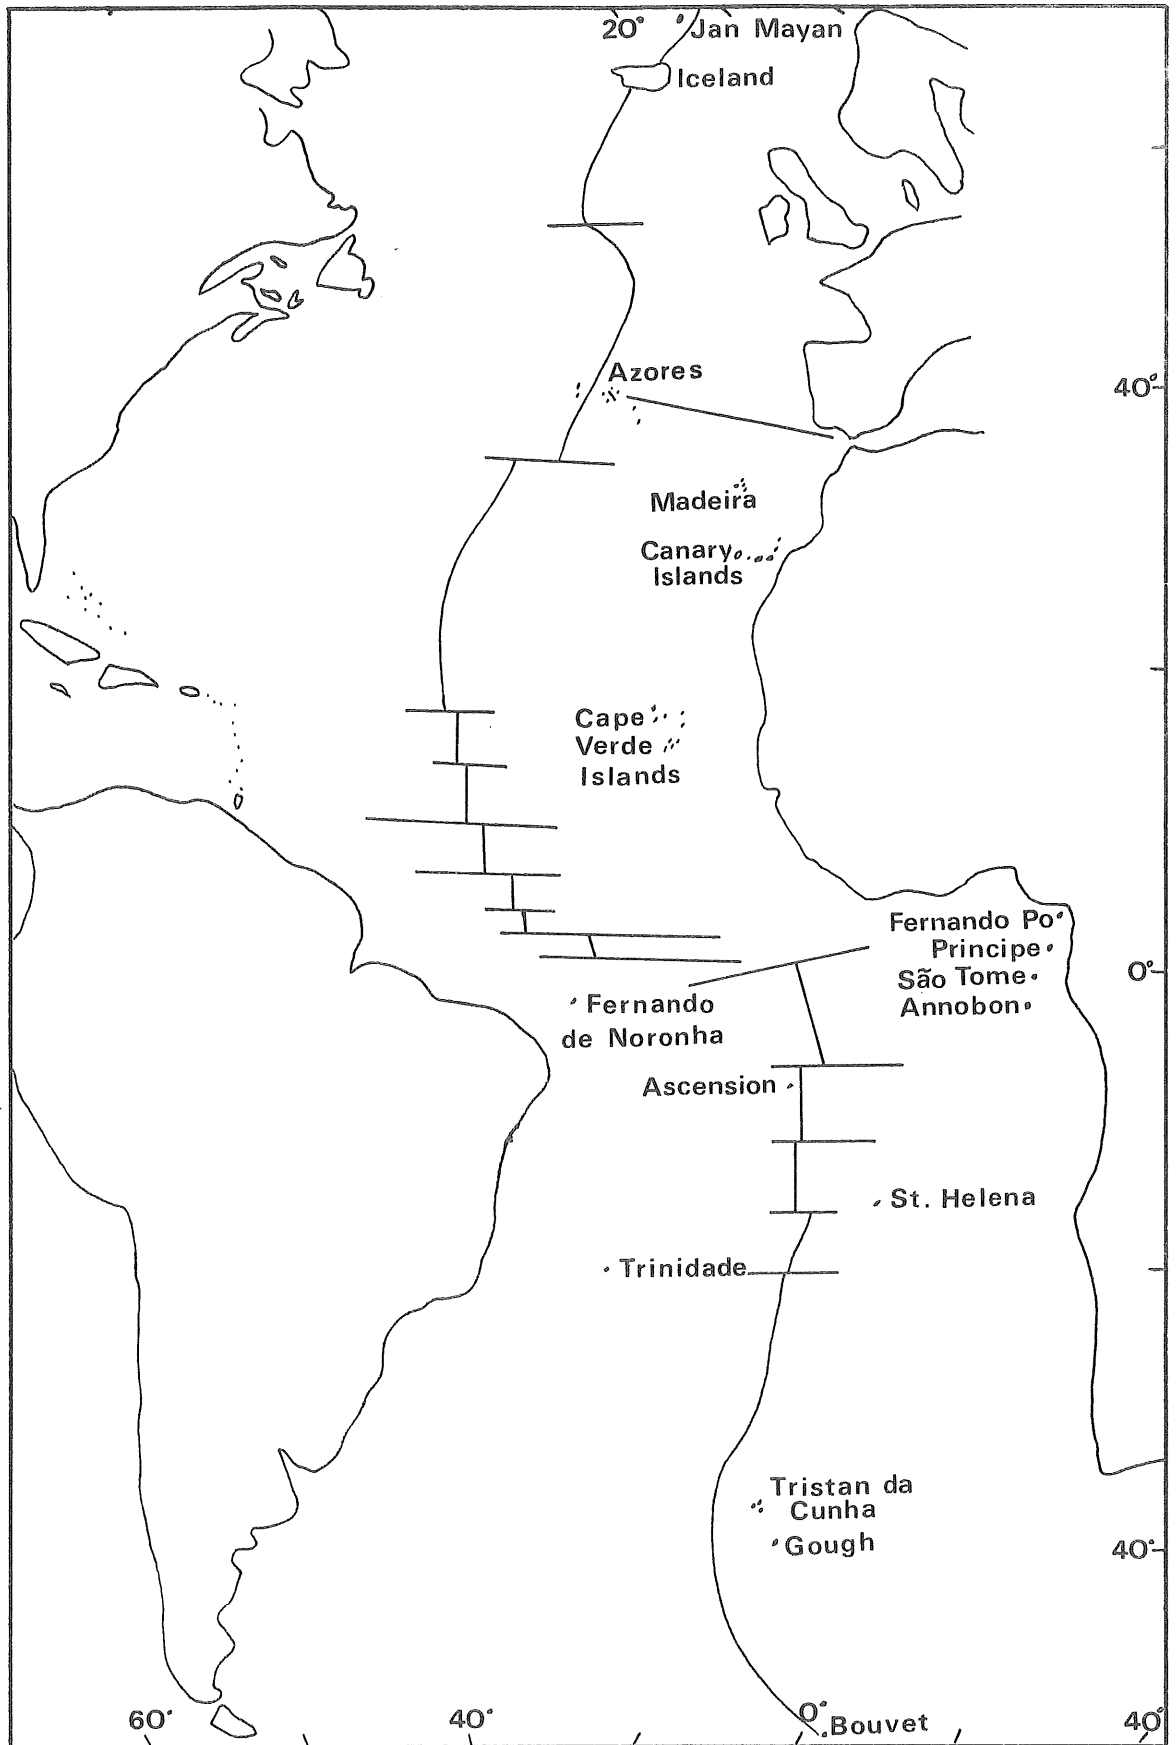 20°
Jan Mayan
Iceland
Azores
40°
Madeira
Canary
Islands
Cape
Verde
Islands
Fernando Po
Principe
0°
São Tome
Annobon
Fernando
de Noronha
Ascension
St. Helena
Trinidade
Tristan da
Cunha
Gough
40°
60°
40°
0°
Bouvet
40°